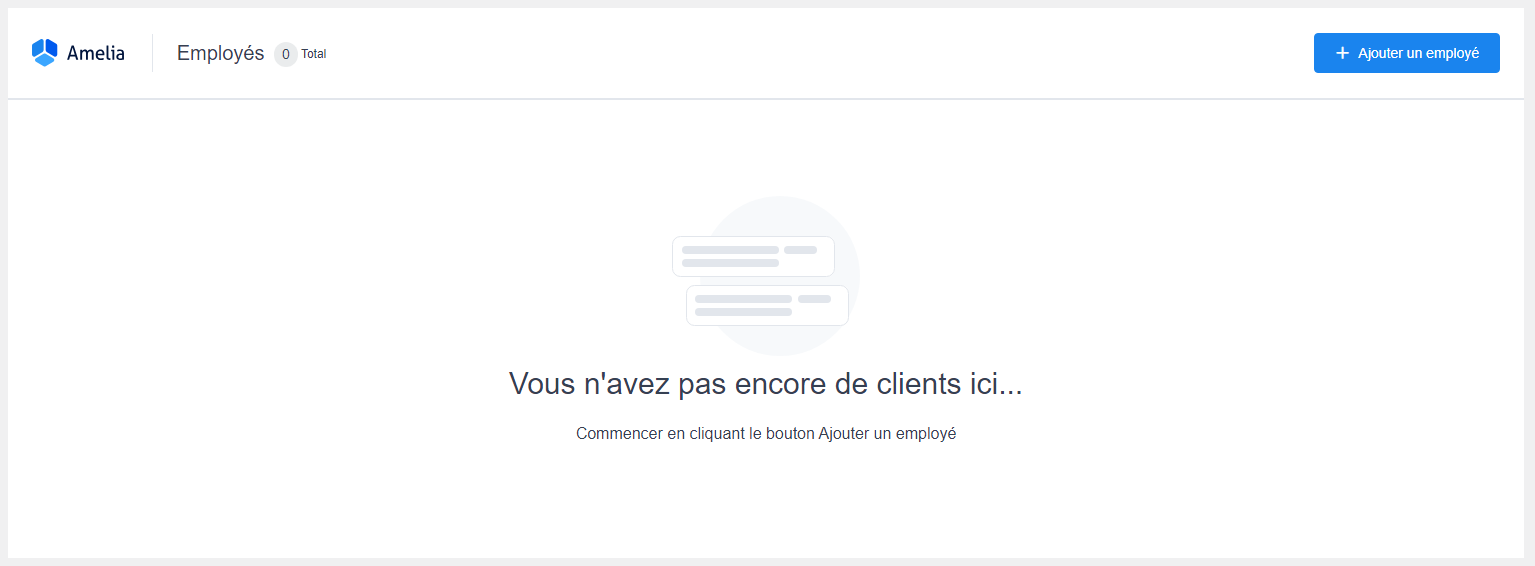 Amelia Employés 0 Total + Ajouter un employé
Vous n'avez pas encore de clients ici...
Commencer en cliquant le bouton Ajouter un employé